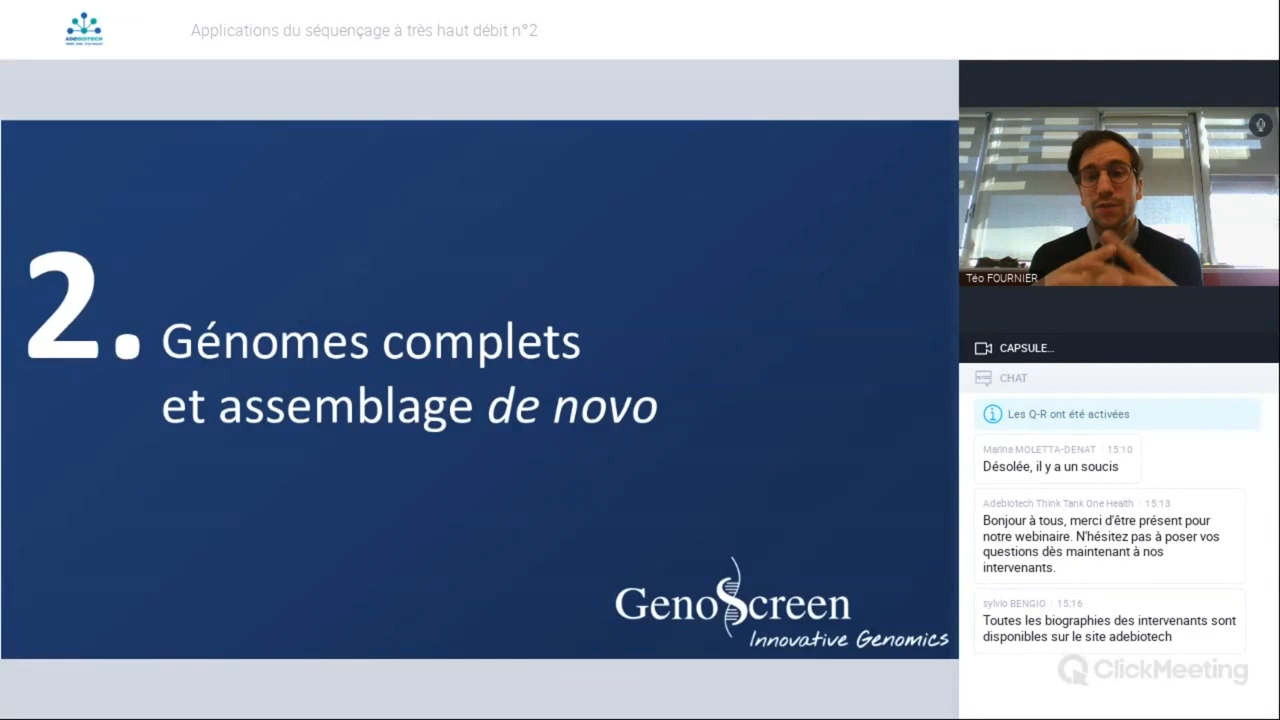 ADEBIOTECH
Applications du séquençage à très haut débit n°2
2. Génomes complets
et assemblage de novo
GenoScreen
Innovative Genomics
Téo FOURNIER
CAPSULE...
CHAT
Les Q-R ont été activées
Marina MOLETTA-DENAT 15:10
Désolée, il y a un soucis
Adebiotech Think Tank One Health 15:13
Bonjour à tous, merci d'être présent pour
notre webinaire. N'hésitez pas à poser vos
questions dès maintenant à nos
intervenants.
sylvio BENGIO 15:16
Toutes les biographies des intervenants sont
disponibles sur le site adebiotech
ClickMeeting